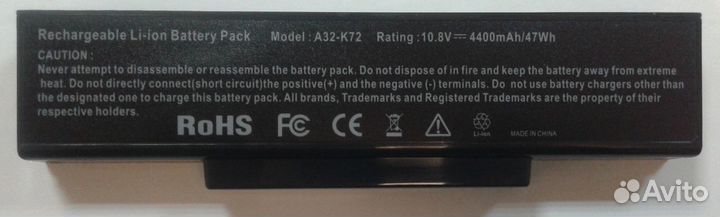 Rechargeable Li-ion Battery Pack Model: A32-K72 Rating: 10.8V⎓ 4400mAh/47Wh
CAUTION :
Never attempt to disassemble or reassemble the battery pack. Do not dispose of in fire and keep the battery away from extreme
heat. Do not directly connect(short circuit)the positive(+) and the negative (-) terminals. Do not use battery chargers other than
the designated one to charge this battery pack. All brands, Trademarks and Registered Trademarks are the property of their
respective holders.
RoHS FC CE Li-ion MADE IN CHINA
Avito